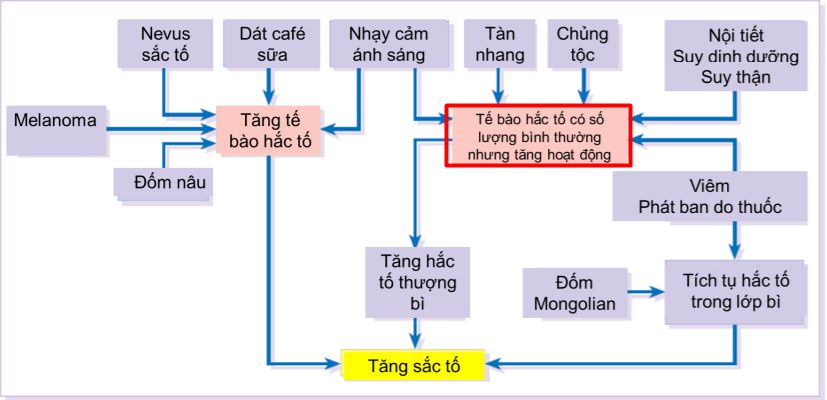 Nevus
sắc tố
Dát café
sữa
Nhạy cảm
ánh sáng
Tàn
nhang
Chủng
tộc
Nội tiết
Suy dinh dưỡng
Suy thận
Melanoma
Tăng tế
bào hắc tố
Tế bào hắc tố có số
lượng bình thường
nhưng tăng hoạt động
Đốm nâu
Viêm
Phát ban do thuốc
Tăng hắc
tố thượng
bì
Đốm
Mongolian
Tích tụ hắc tố
trong lớp bì
Tăng sắc tố